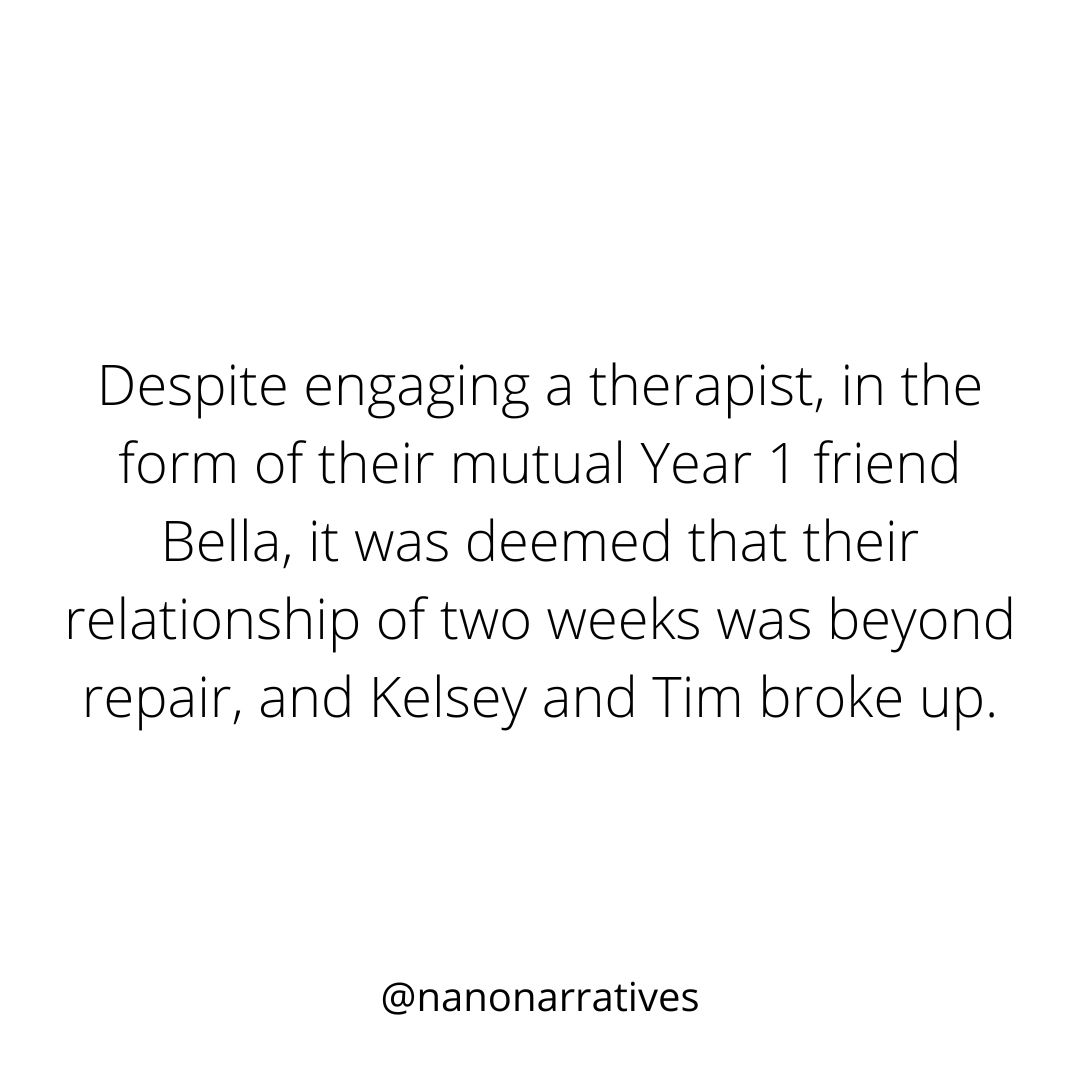 Despite engaging a therapist, in the
form of their mutual Year 1 friend
Bella, it was deemed that their
relationship of two weeks was beyond
repair, and Kelsey and Tim broke up.
@nanonarratives